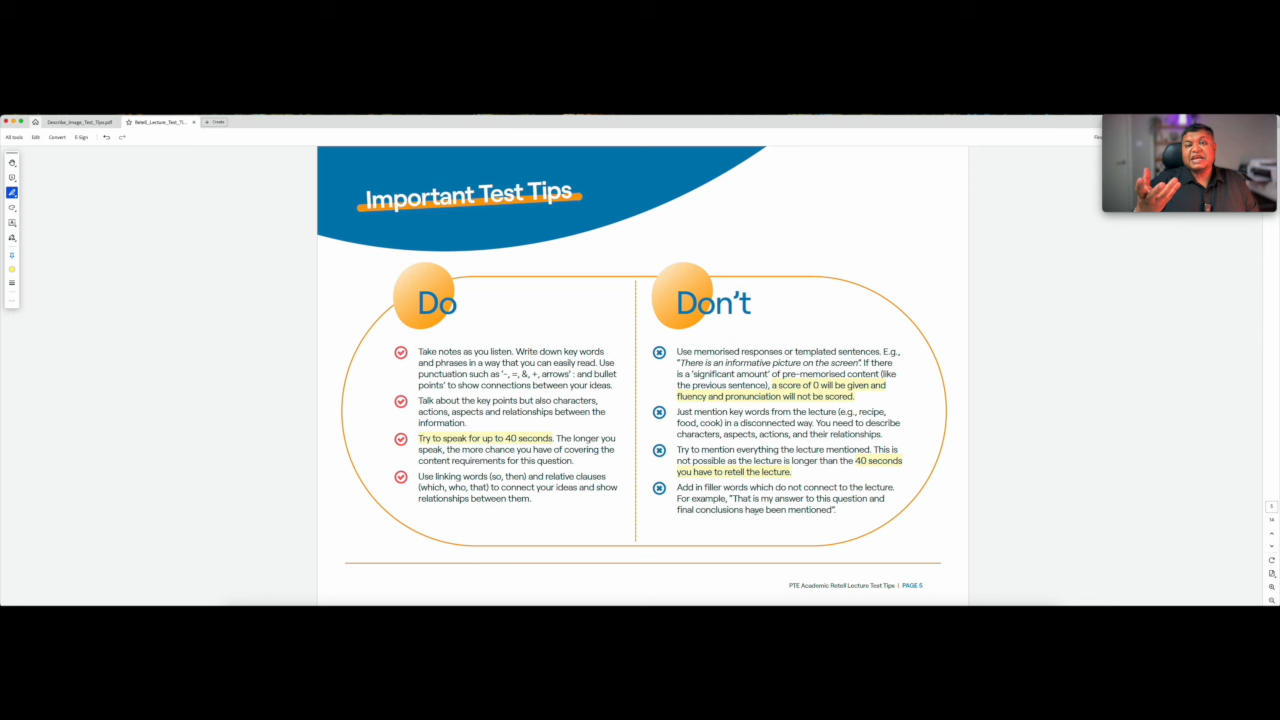 Describe_Image_Test_Tips.pdf
Retell_Lecture_Test_Ti...
Create
All tools
Edit
Convert
E-Sign
Important Test Tips
Do
Take notes as you listen. Write down key words
and phrases in a way that you can easily read. Use
punctuation such as '-, =, &, +, arrows' : and bullet
points' to show connections between your ideas.
Talk about the key points but also characters,
actions, aspects and relationships between the
information.
Try to speak for up to 40 seconds. The longer you
speak, the more chance you have of covering the
content requirements for this question.
Use linking words (so, then) and relative clauses
(which, who, that) to connect your ideas and show
relationships between them.
Don't
Use memorised responses or templated sentences. E.g.,
"There is an informative picture on the screen". If there
is a 'significant amount' of pre-memorised content (like
the previous sentence), a score of 0 will be given and
fluency and pronunciation will not be scored.
Just mention key words from the lecture (e.g., recipe,
food, cook) in a disconnected way. You need to describe
characters, aspects, actions, and their relationships.
Try to mention everything the lecture mentioned. This is
not possible as the lecture is longer than the 40 seconds
you have to retell the lecture.
Add in filler words which do not connect to the lecture.
For example, "That is my answer to this question and
final conclusions have been mentioned".
PTE Academic Retell Lecture Test Tips | PAGE 5
5
14